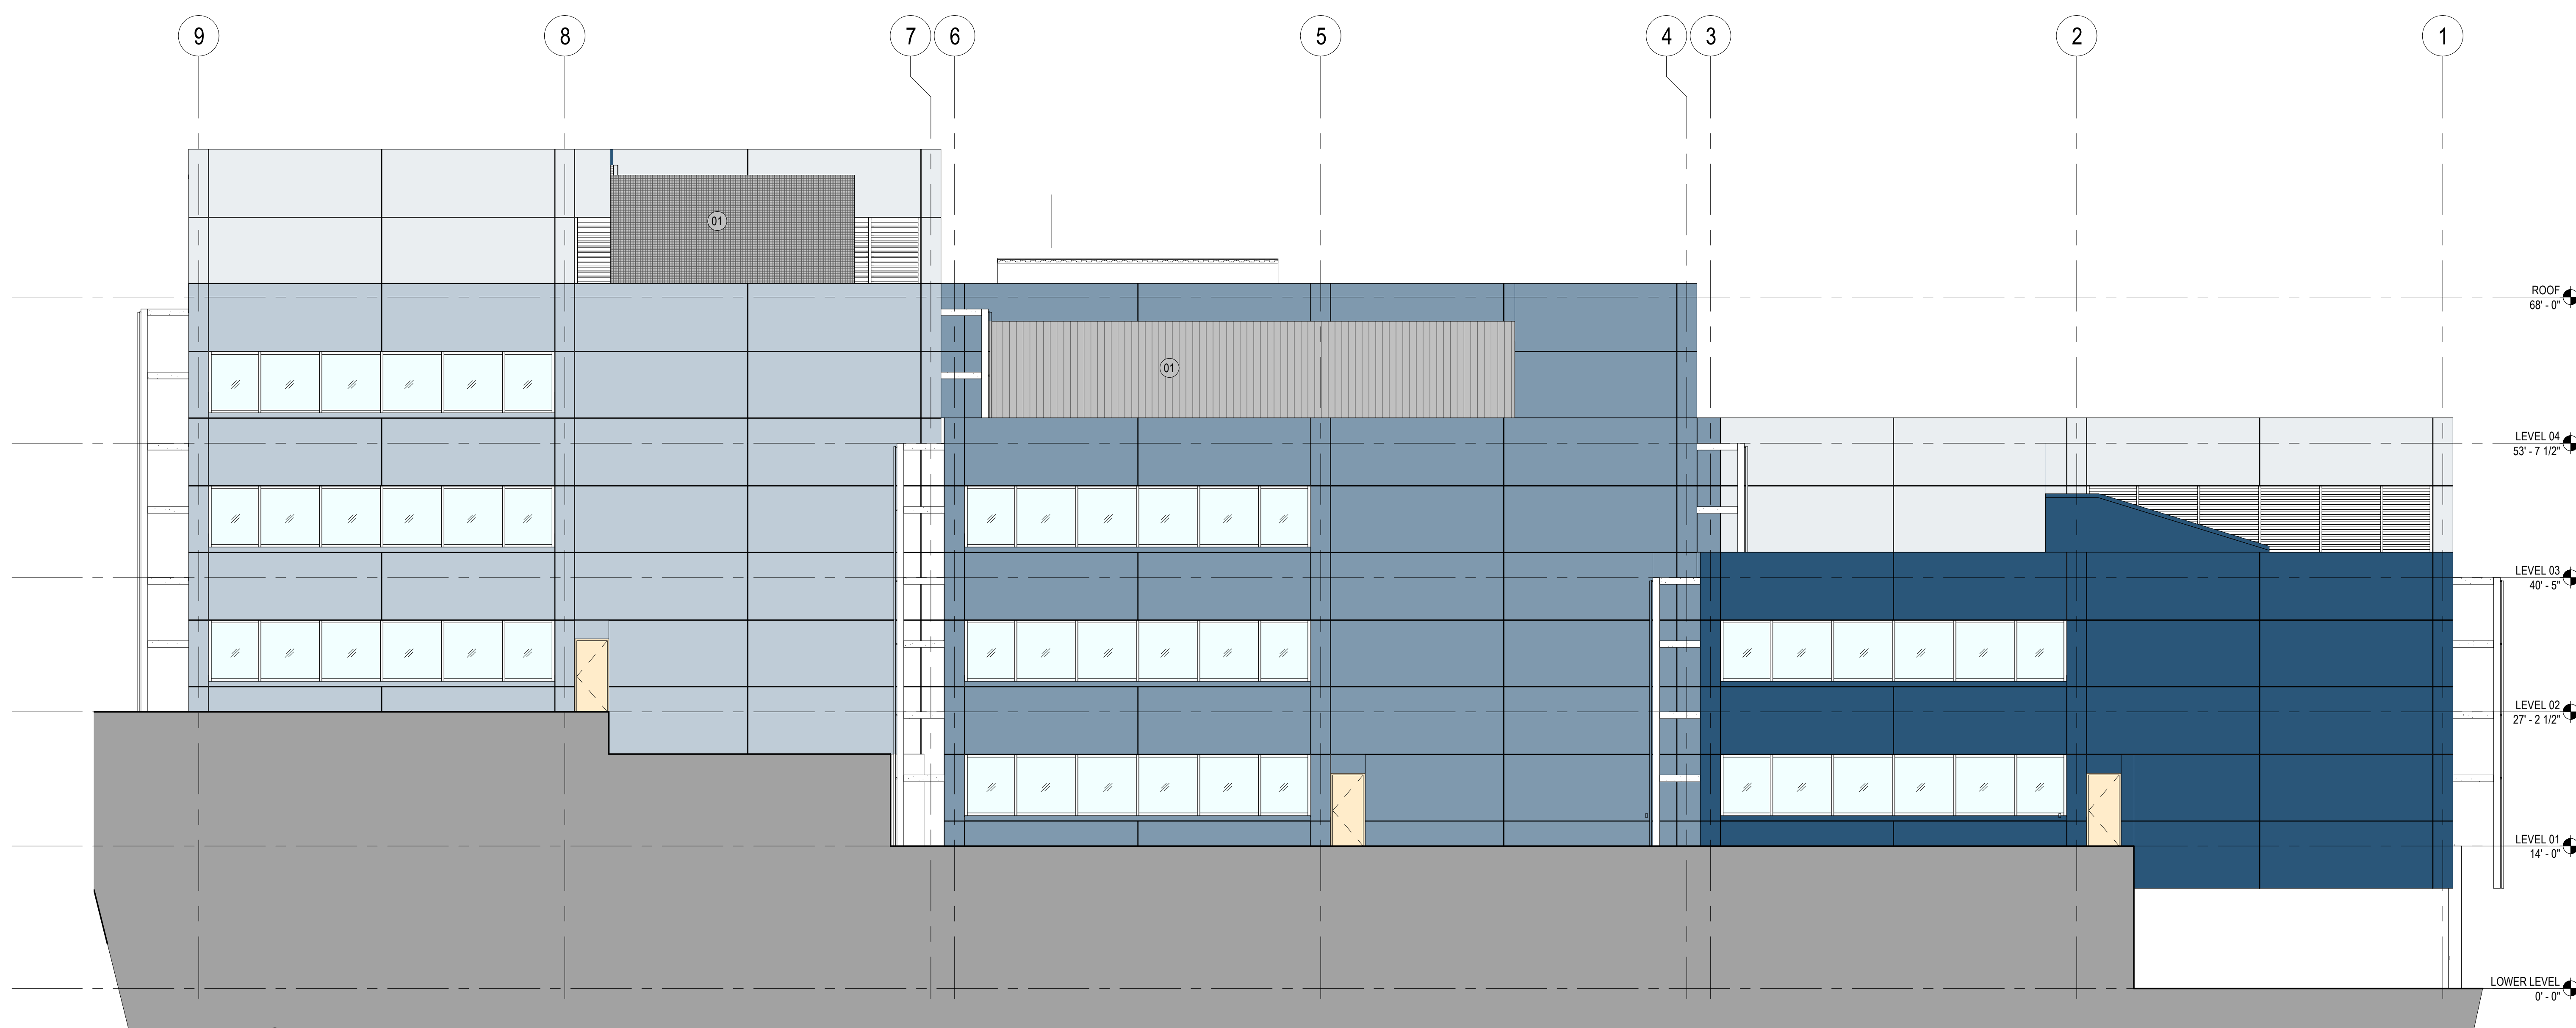 9
8
7
6
5
4
3
2
1
01
01
ROOF
68' - 0"
LEVEL 04
53' - 7 1/2"
LEVEL 03
40' - 5"
LEVEL 02
27' - 2 1/2"
LEVEL 01
14' - 0"
LOWER LEVEL
0' - 0"